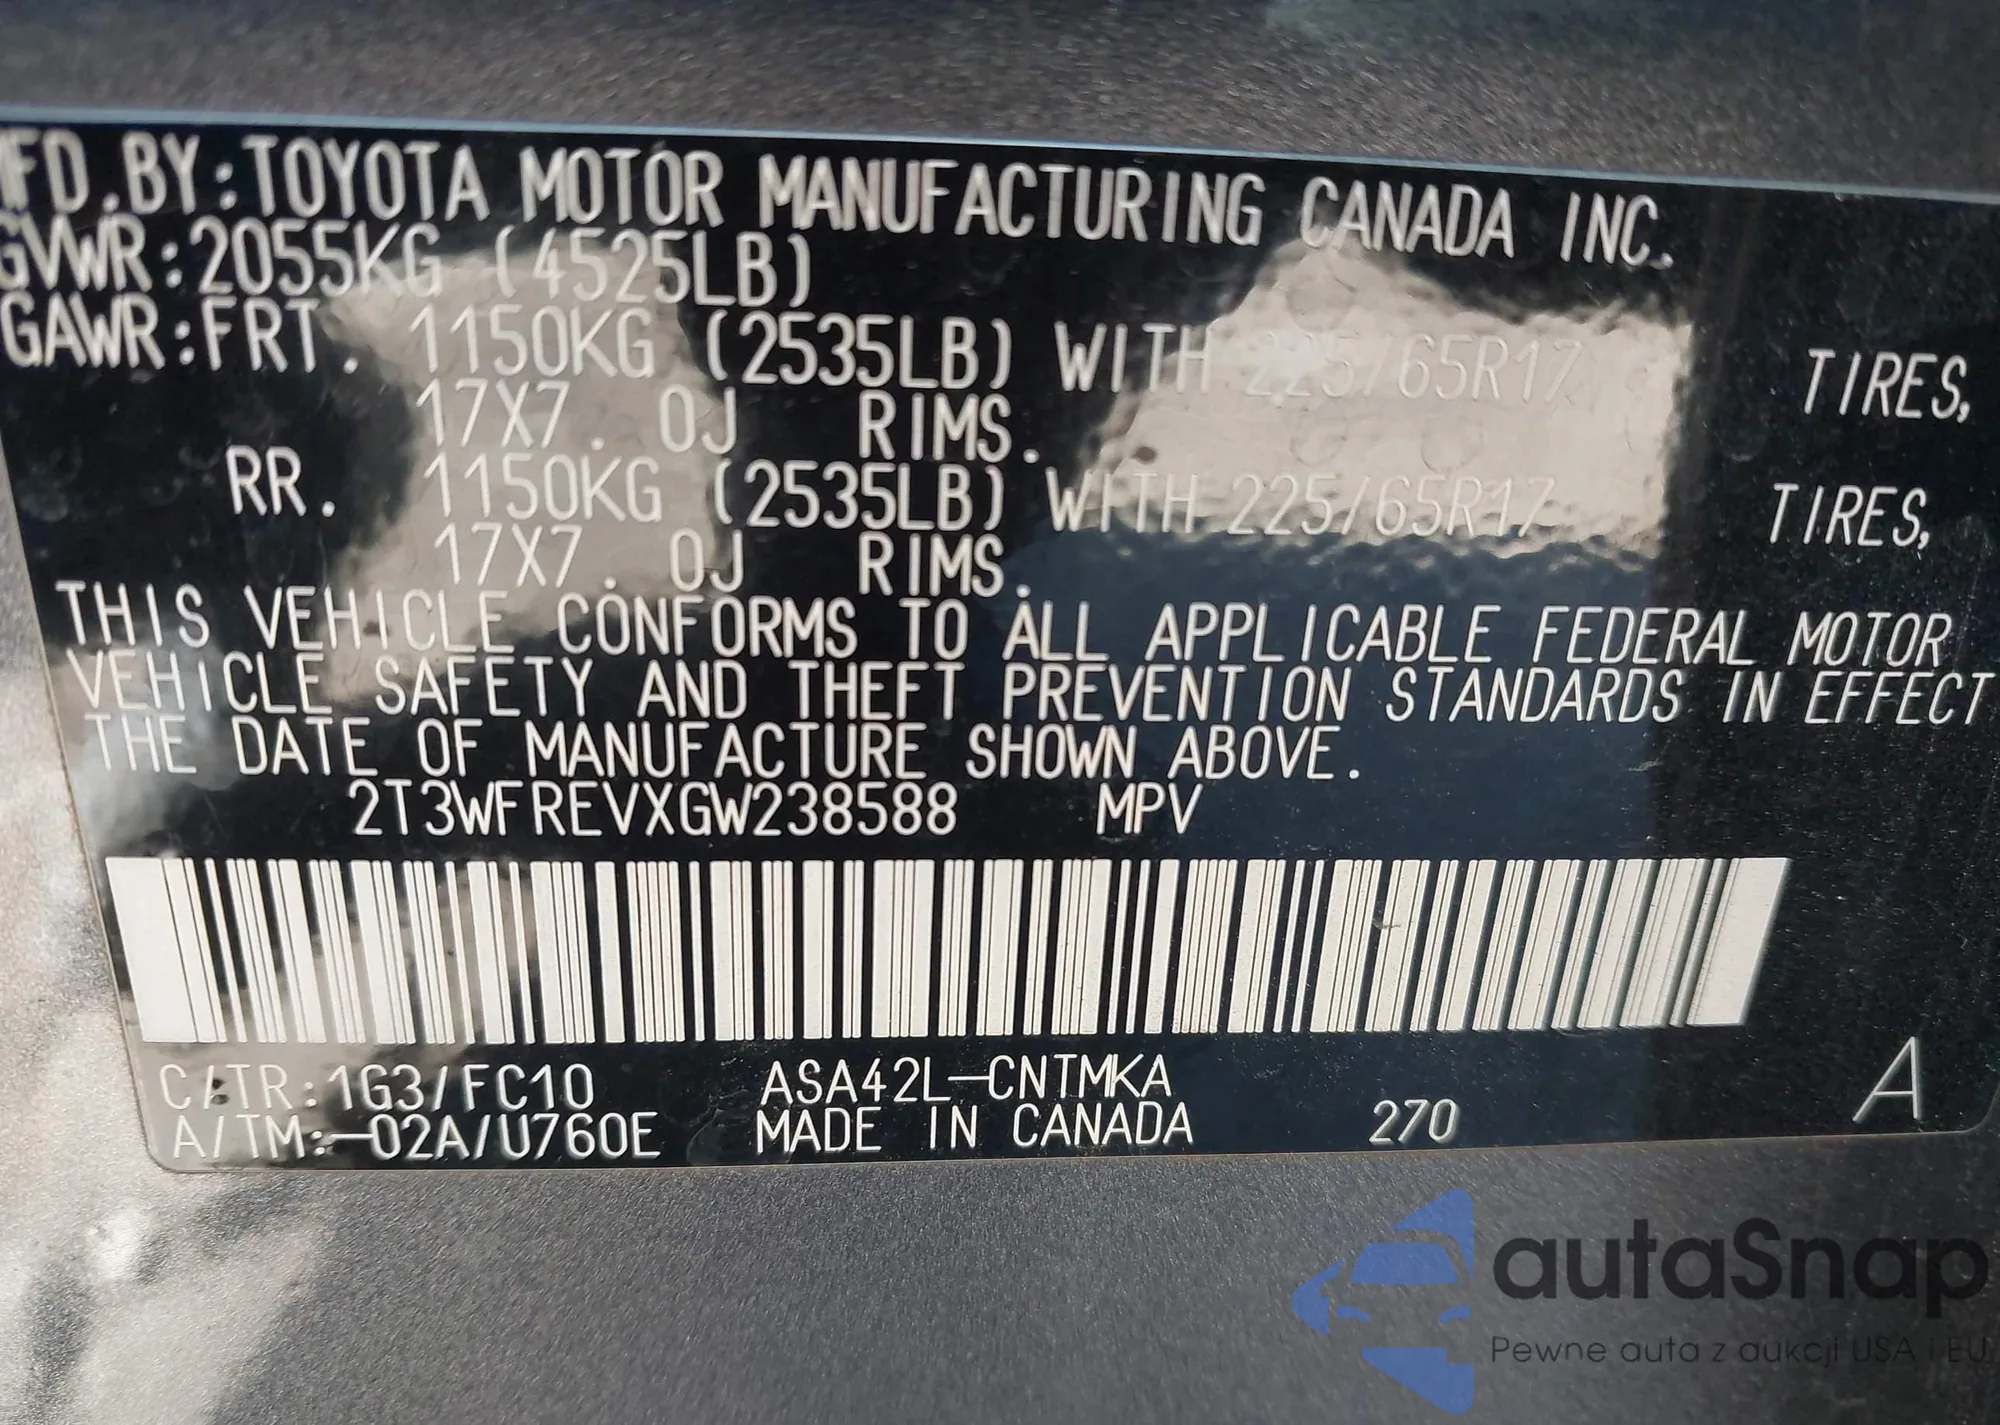 MFD.BY:TOYOTA MOTOR MANUFACTURING CANADA INC.
GVWR:2055KG (4525LB)
GAWR:FRT. 1150KG (2535LB) WITH 225/65R17 TIRES,
17X7. 0J RIMS.
RR. 1150KG (2535LB) WITH 225/65R17 TIRES,
17X7. 0J RIMS.
THIS VEHICLE CONFORMS TO ALL APPLICABLE FEDERAL MOTOR
VEHICLE SAFETY AND THEFT PREVENTION STANDARDS IN EFFECT
THE DATE OF MANUFACTURE SHOWN ABOVE.
2T3WFREVXGW238588 MPV
C/TR:1G3/FC10 ASA42L-CNTMKA
A/TM:-02A/U760E MADE IN CANADA 270 A
autaSnap
Pewne auta z aukcji USA i EU